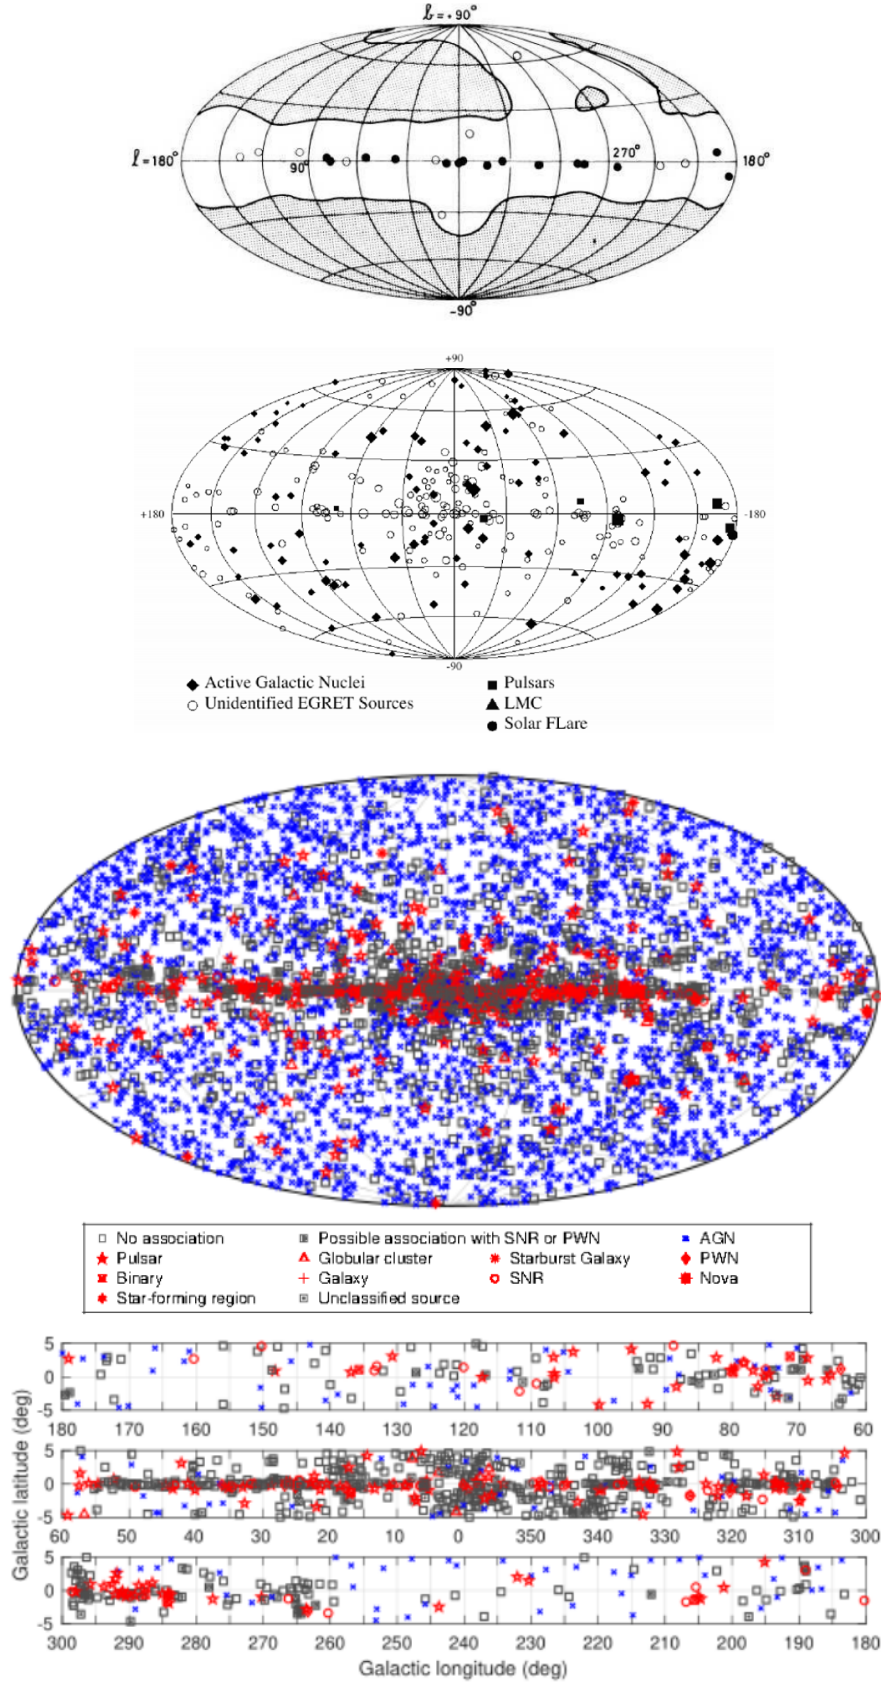 b = +90°
l = 180°
90°
270°
180°
-90°
+90
+180
-180
-90
Active Galactic Nuclei
Unidentified EGRET Sources
Pulsars
LMC
Solar FLare
No association
Possible association with SNR or PWN
AGN
Pulsar
Globular cluster
Starburst Galaxy
PWN
Binary
Galaxy
SNR
Nova
Star-forming region
Unclassified source
Galactic latitude (deg)
5
0
-5
180 170 160 150 140 130 120 110 100 90 80 70 60
5
0
-5
60 50 40 30 20 10 0 350 340 330 320 310 300
5
0
-5
300 290 280 270 260 250 240 230 220 210 200 190 180
Galactic longitude (deg)